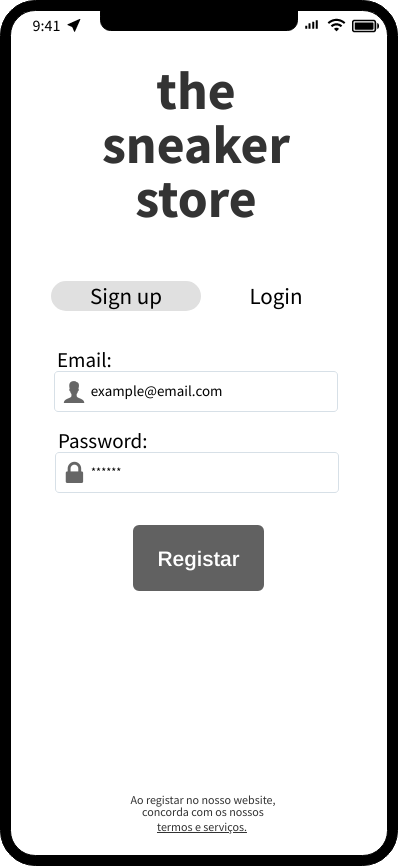 9:41
the
sneaker
store
Sign up
Login
Email:
example@email.com
Password:
******
Registar
Ao registar no nosso website,
concorda com os nossos
termos e serviços.